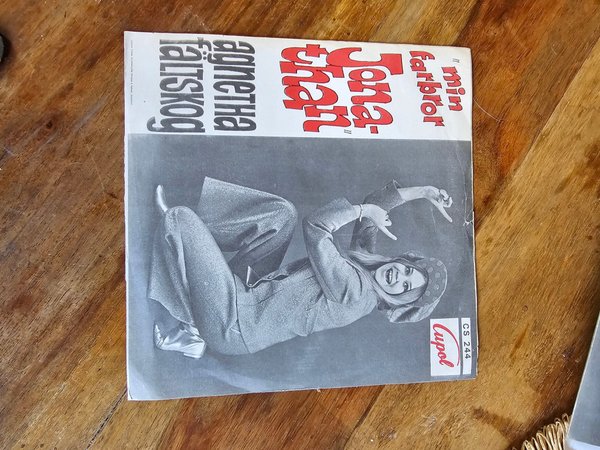 "min
farbror
Jona-
than"
agnetha
fältskog
CS 244
Cupol